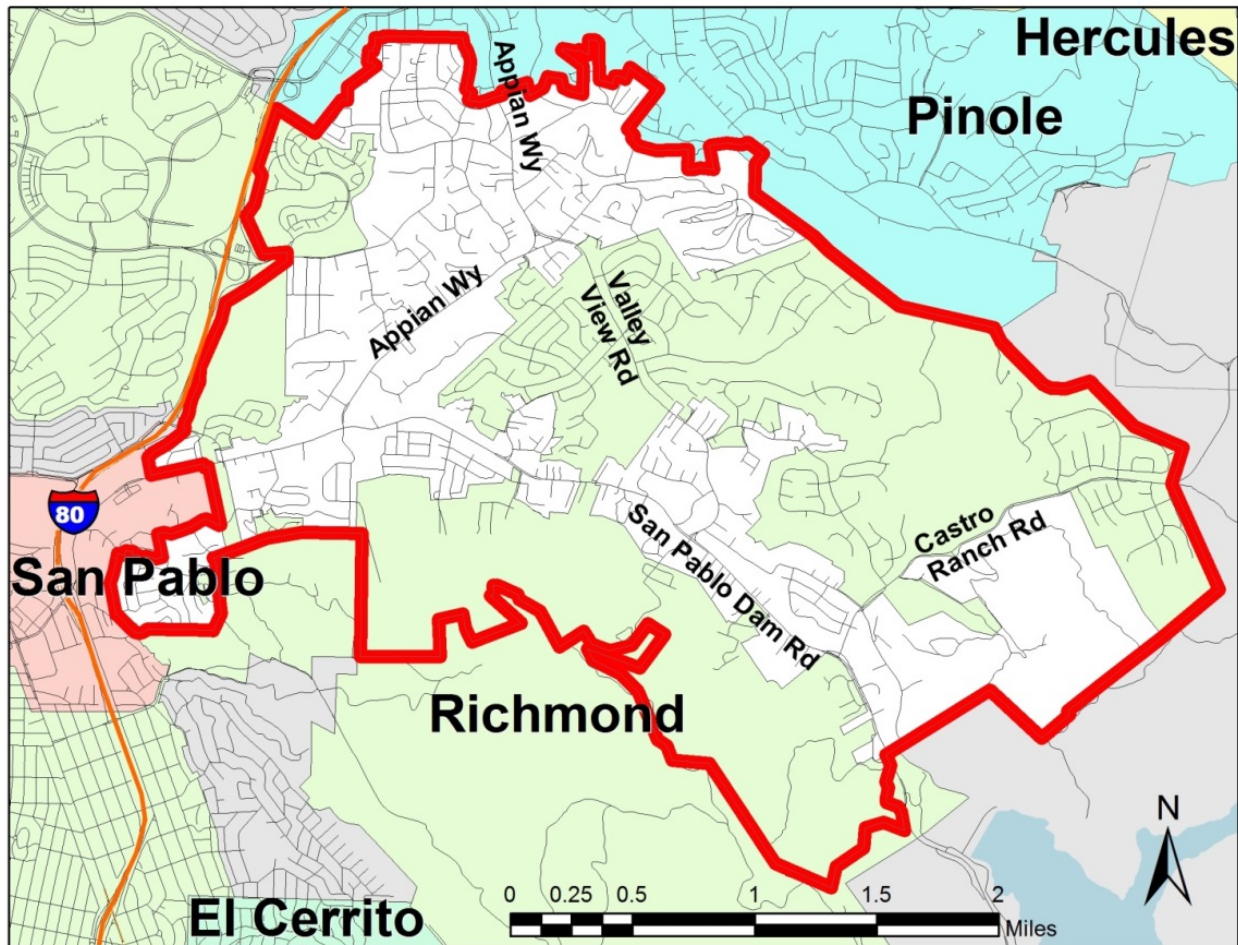 Hercules
Pinole
Appian Wy
Appian Wy
Valley
View Rd
80
San Pablo
San Pablo Dam Rd
Castro
Ranch Rd
Richmond
El Cerrito
N
0 0.25 0.5 1 1.5 2
Miles